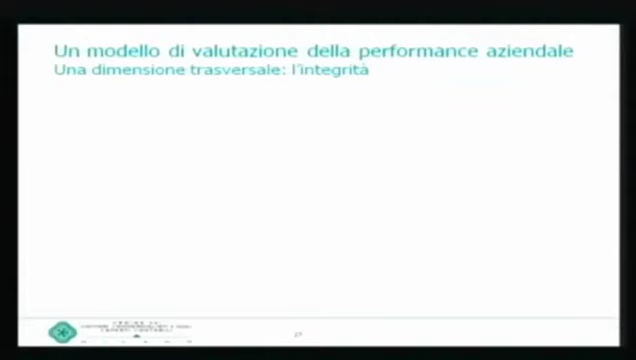 Un modello di valutazione della performance aziendale
Una dimensione trasversale: l'integrità